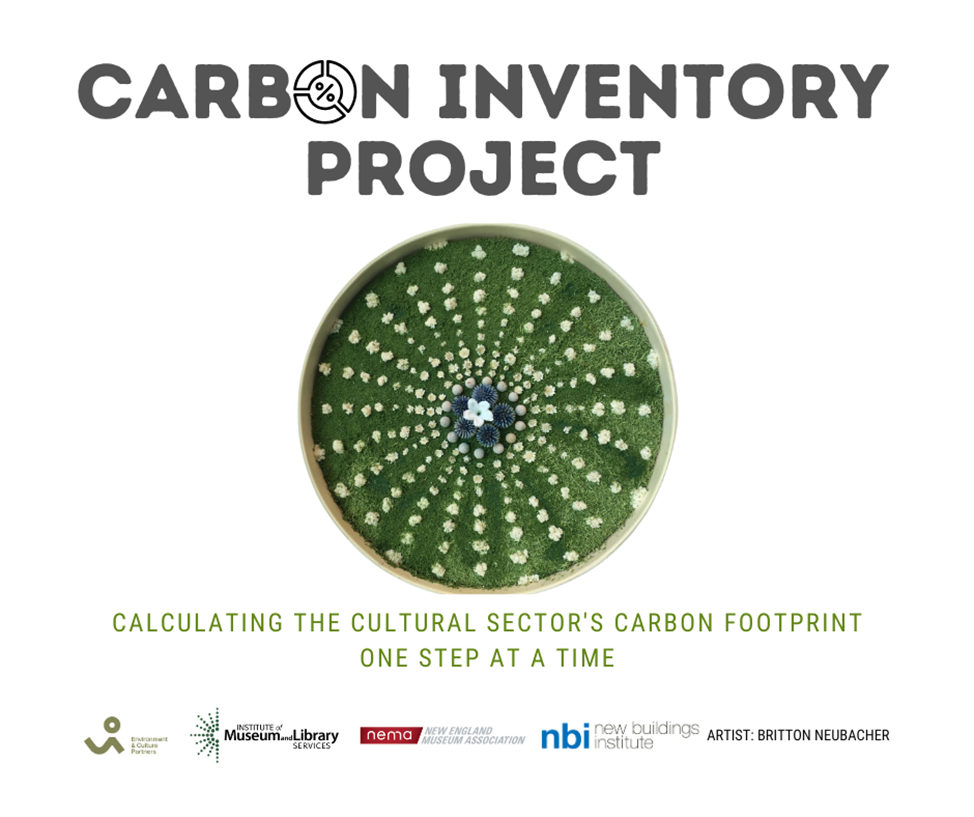 CARBON INVENTORY
PROJECT
%
CALCULATING THE CULTURAL SECTOR'S CARBON FOOTPRINT
ONE STEP AT A TIME
Environment
& Culture
Partners
INSTITUTE of
Museum and Library
SERVICES
nema
NEW ENGLAND
MUSEUM ASSOCIATION
nbi
new buildings
institute
ARTIST: BRITTON NEUBACHER